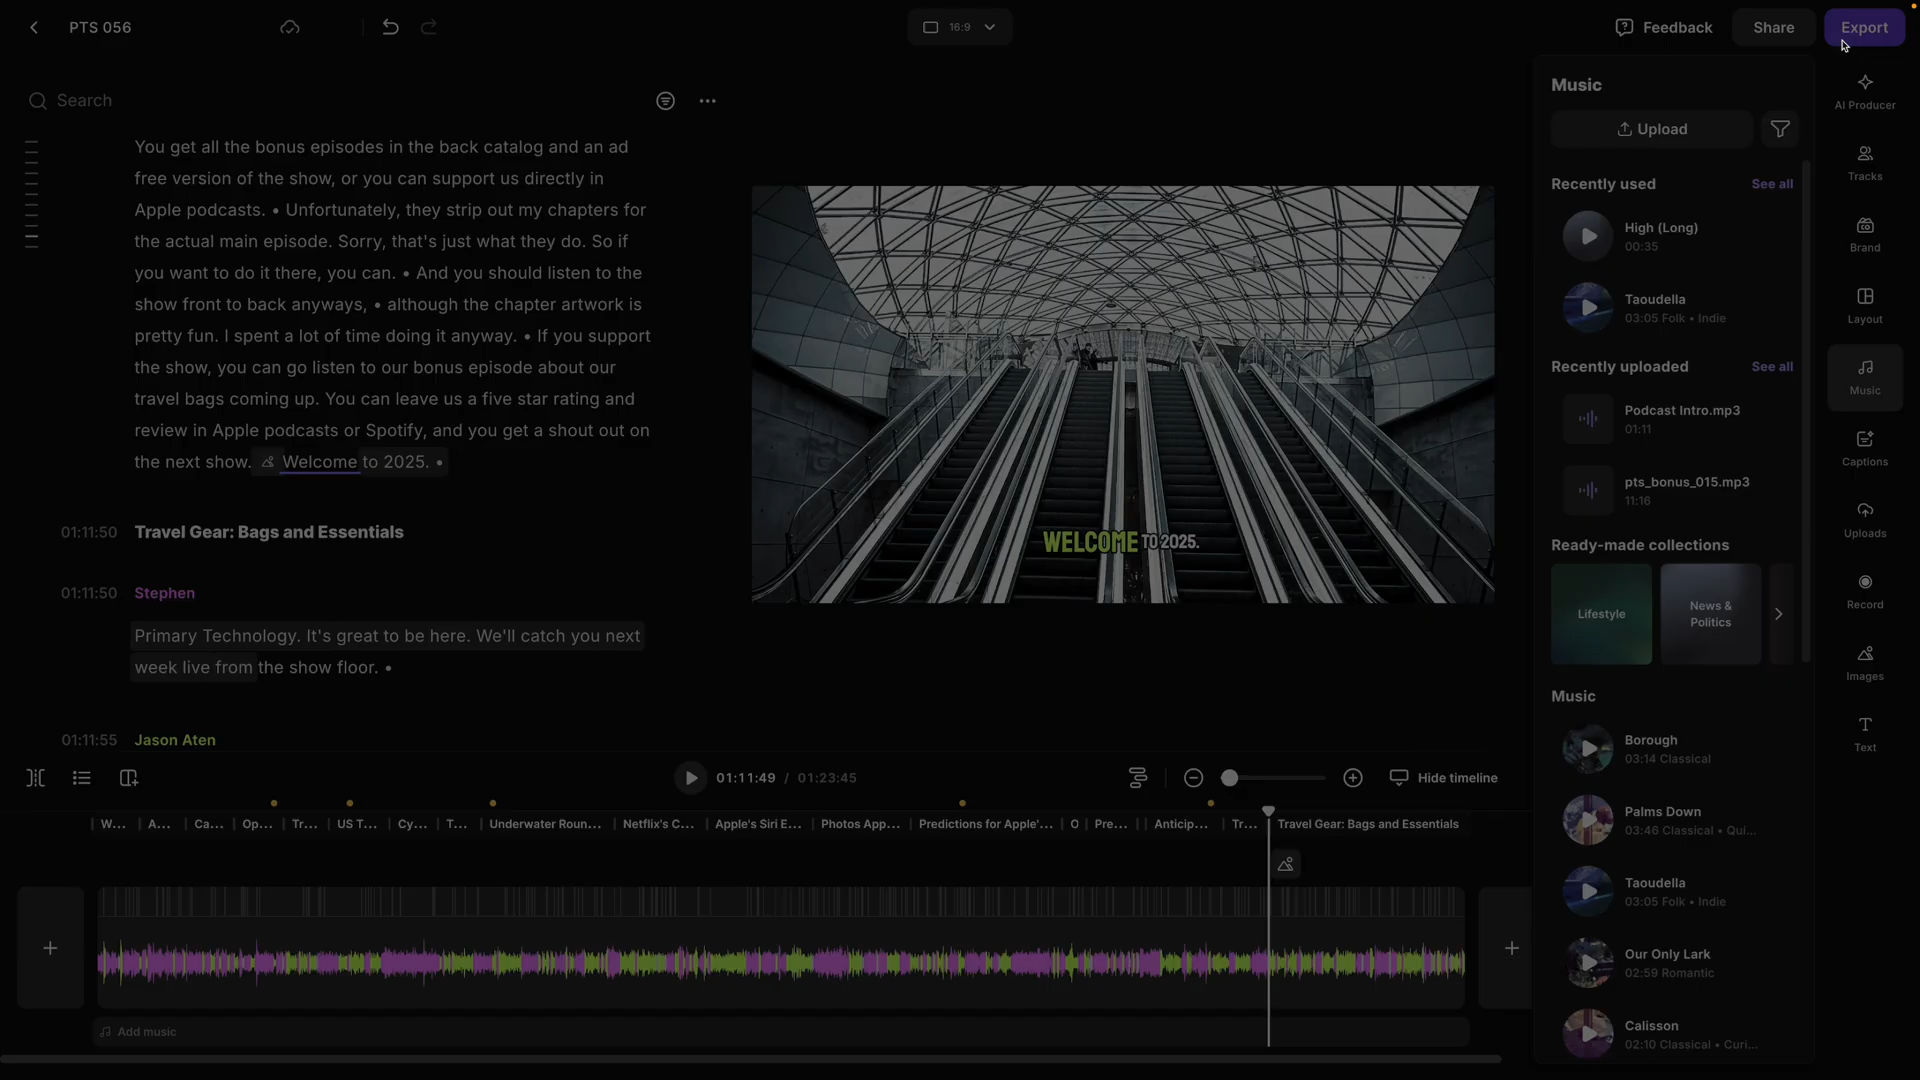 PTS 056
16:9
Feedback
Share
Export
Search
You get all the bonus episodes in the back catalog and an ad
free version of the show, or you can support us directly in
Apple podcasts. • Unfortunately, they strip out my chapters for
the actual main episode. Sorry, that's just what they do. So if
you want to do it there, you can. • And you should listen to the
show front to back anyways, • although the chapter artwork is
pretty fun. I spent a lot of time doing it anyway. • If you support
the show, you can go listen to our bonus episode about our
travel bags coming up. You can leave us a five star rating and
review in Apple podcasts or Spotify, and you get a shout out on
the next show. Welcome to 2025. •
01:11:50 Travel Gear: Bags and Essentials
01:11:50 Stephen
Primary Technology. It's great to be here. We'll catch you next
week live from the show floor. •
01:11:55 Jason Aten
WELCOME TO 2025.
01:11:49 / 01:23:45
Hide timeline
W...
A...
Ca...
Op...
Tr...
US T...
Cy...
T...
Underwater Roun...
Netflix's C...
Apple's Siri E...
Photos App...
Predictions for Apple'...
O
Pre...
Anticip...
Tr...
Travel Gear: Bags and Essentials
Add music
Music
Upload
Recently used
See all
High (Long)
00:35
Taoudella
03:05 Folk • Indie
Recently uploaded
See all
Podcast Intro.mp3
01:11
pts_bonus_015.mp3
11:16
Ready-made collections
Lifestyle
News &
Politics
Music
Borough
03:14 Classical
Palms Down
03:46 Classical • Qui...
Taoudella
03:05 Folk • Indie
Our Only Lark
02:59 Romantic
Calisson
02:10 Classical • Curi...
AI Producer
Tracks
Brand
Layout
Music
Captions
Uploads
Record
Images
Text